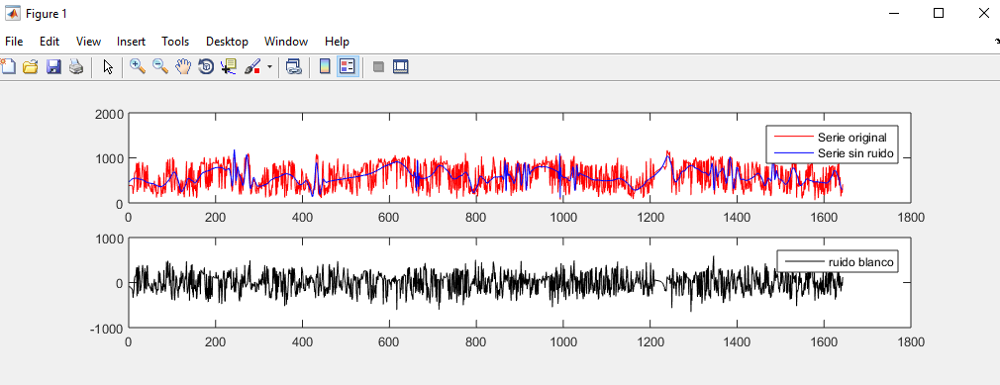 Figure 1
File Edit View Insert Tools Desktop Window Help
2000
1000
0
Serie original
Serie sin ruido
0 200 400 600 800 1000 1200 1400 1600 1800
1000
0
-1000
ruido blanco
0 200 400 600 800 1000 1200 1400 1600 1800